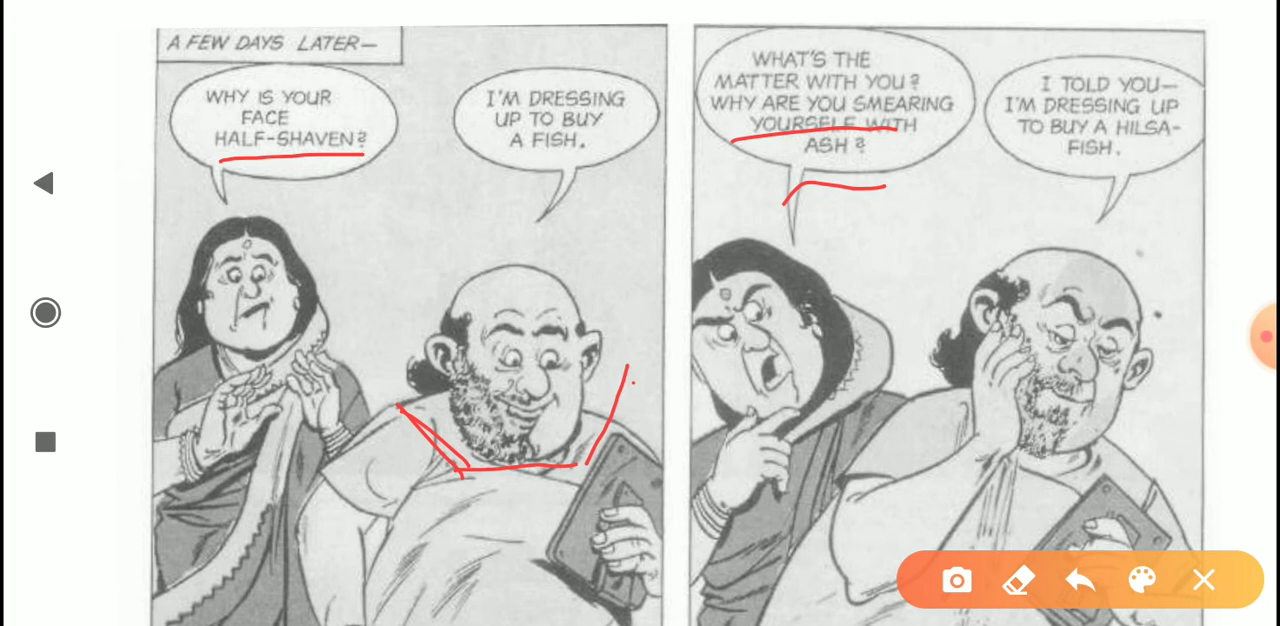 A FEW DAYS LATER—
WHY IS YOUR
FACE
HALF-SHAVEN?
I'M DRESSING
UP TO BUY
A FISH.
WHAT'S THE
MATTER WITH YOU?
WHY ARE YOU SMEARING
YOURSELF WITH
ASH?
I TOLD YOU—
I'M DRESSING UP
TO BUY A HILSA-
FISH.